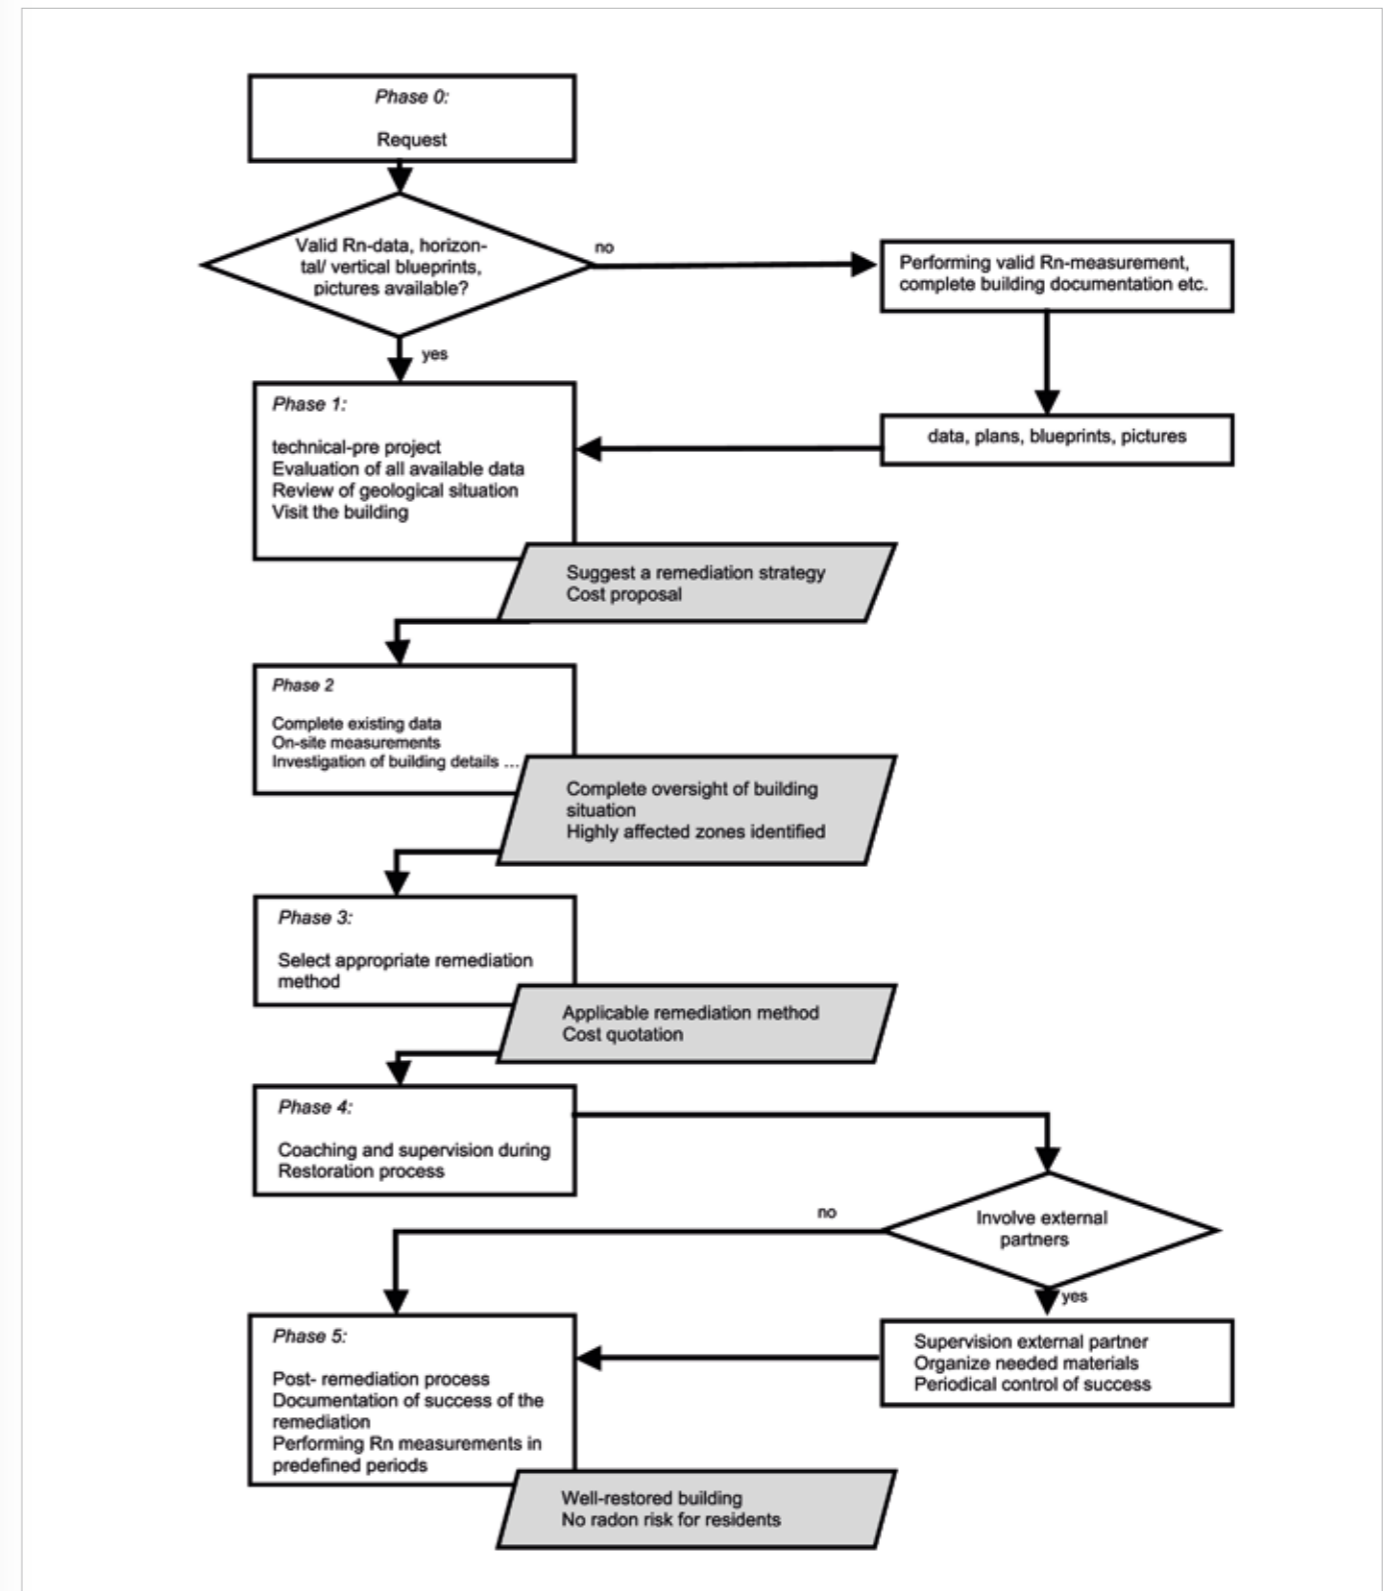 Phase 0:
Request
Valid Rn-data, horizon-
tal/ vertical blueprints,
pictures available?
no
Performing valid Rn-measurement,
complete building documentation etc.
yes
data, plans, blueprints, pictures
Phase 1:
technical-pre project
Evaluation of all available data
Review of geological situation
Visit the building
Suggest a remediation strategy
Cost proposal
Phase 2
Complete existing data
On-site measurements
Investigation of building details ...
Complete oversight of building
situation
Highly affected zones identified
Phase 3:
Select appropriate remediation
method
Applicable remediation method
Cost quotation
Phase 4:
Coaching and supervision during
Restoration process
Involve external
partners
no
yes
Supervision external partner
Organize needed materials
Periodical control of success
Phase 5:
Post- remediation process
Documentation of success of the
remediation
Performing Rn measurements in
predefined periods
Well-restored building
No radon risk for residents